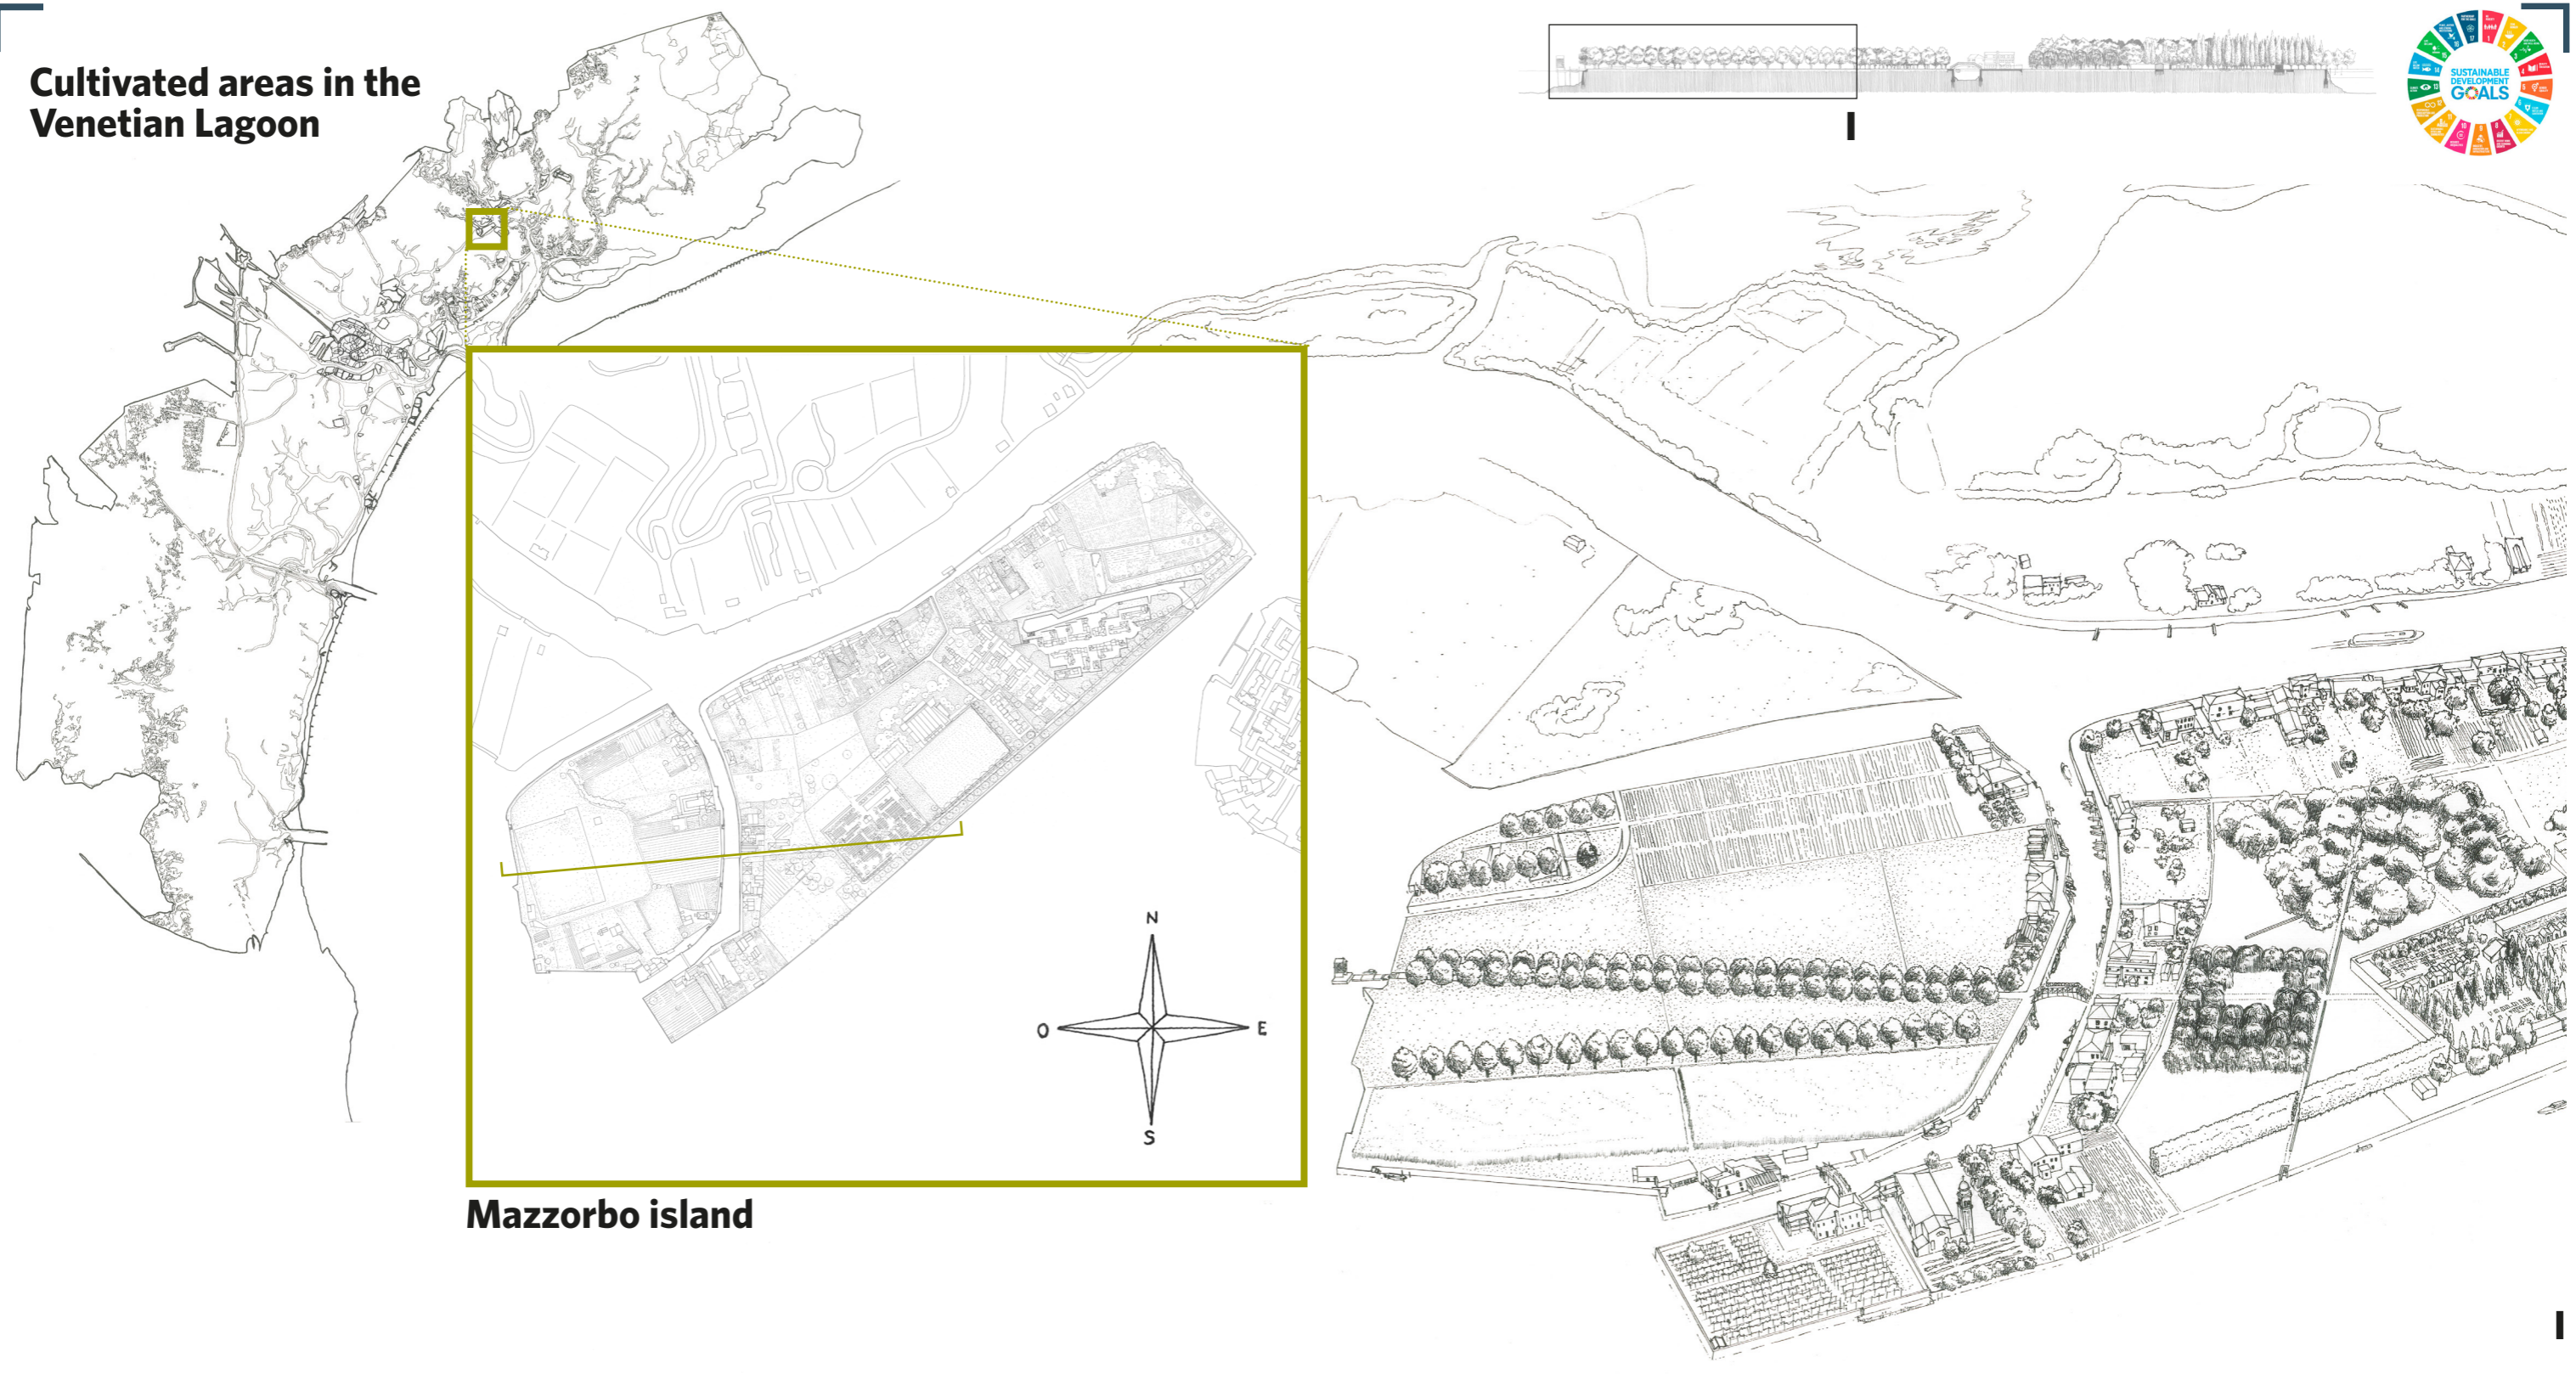 Cultivated areas in the
Venetian Lagoon
I
SUSTAINABLE
DEVELOPMENT
GOALS
N
O
E
S
Mazzorbo island
I